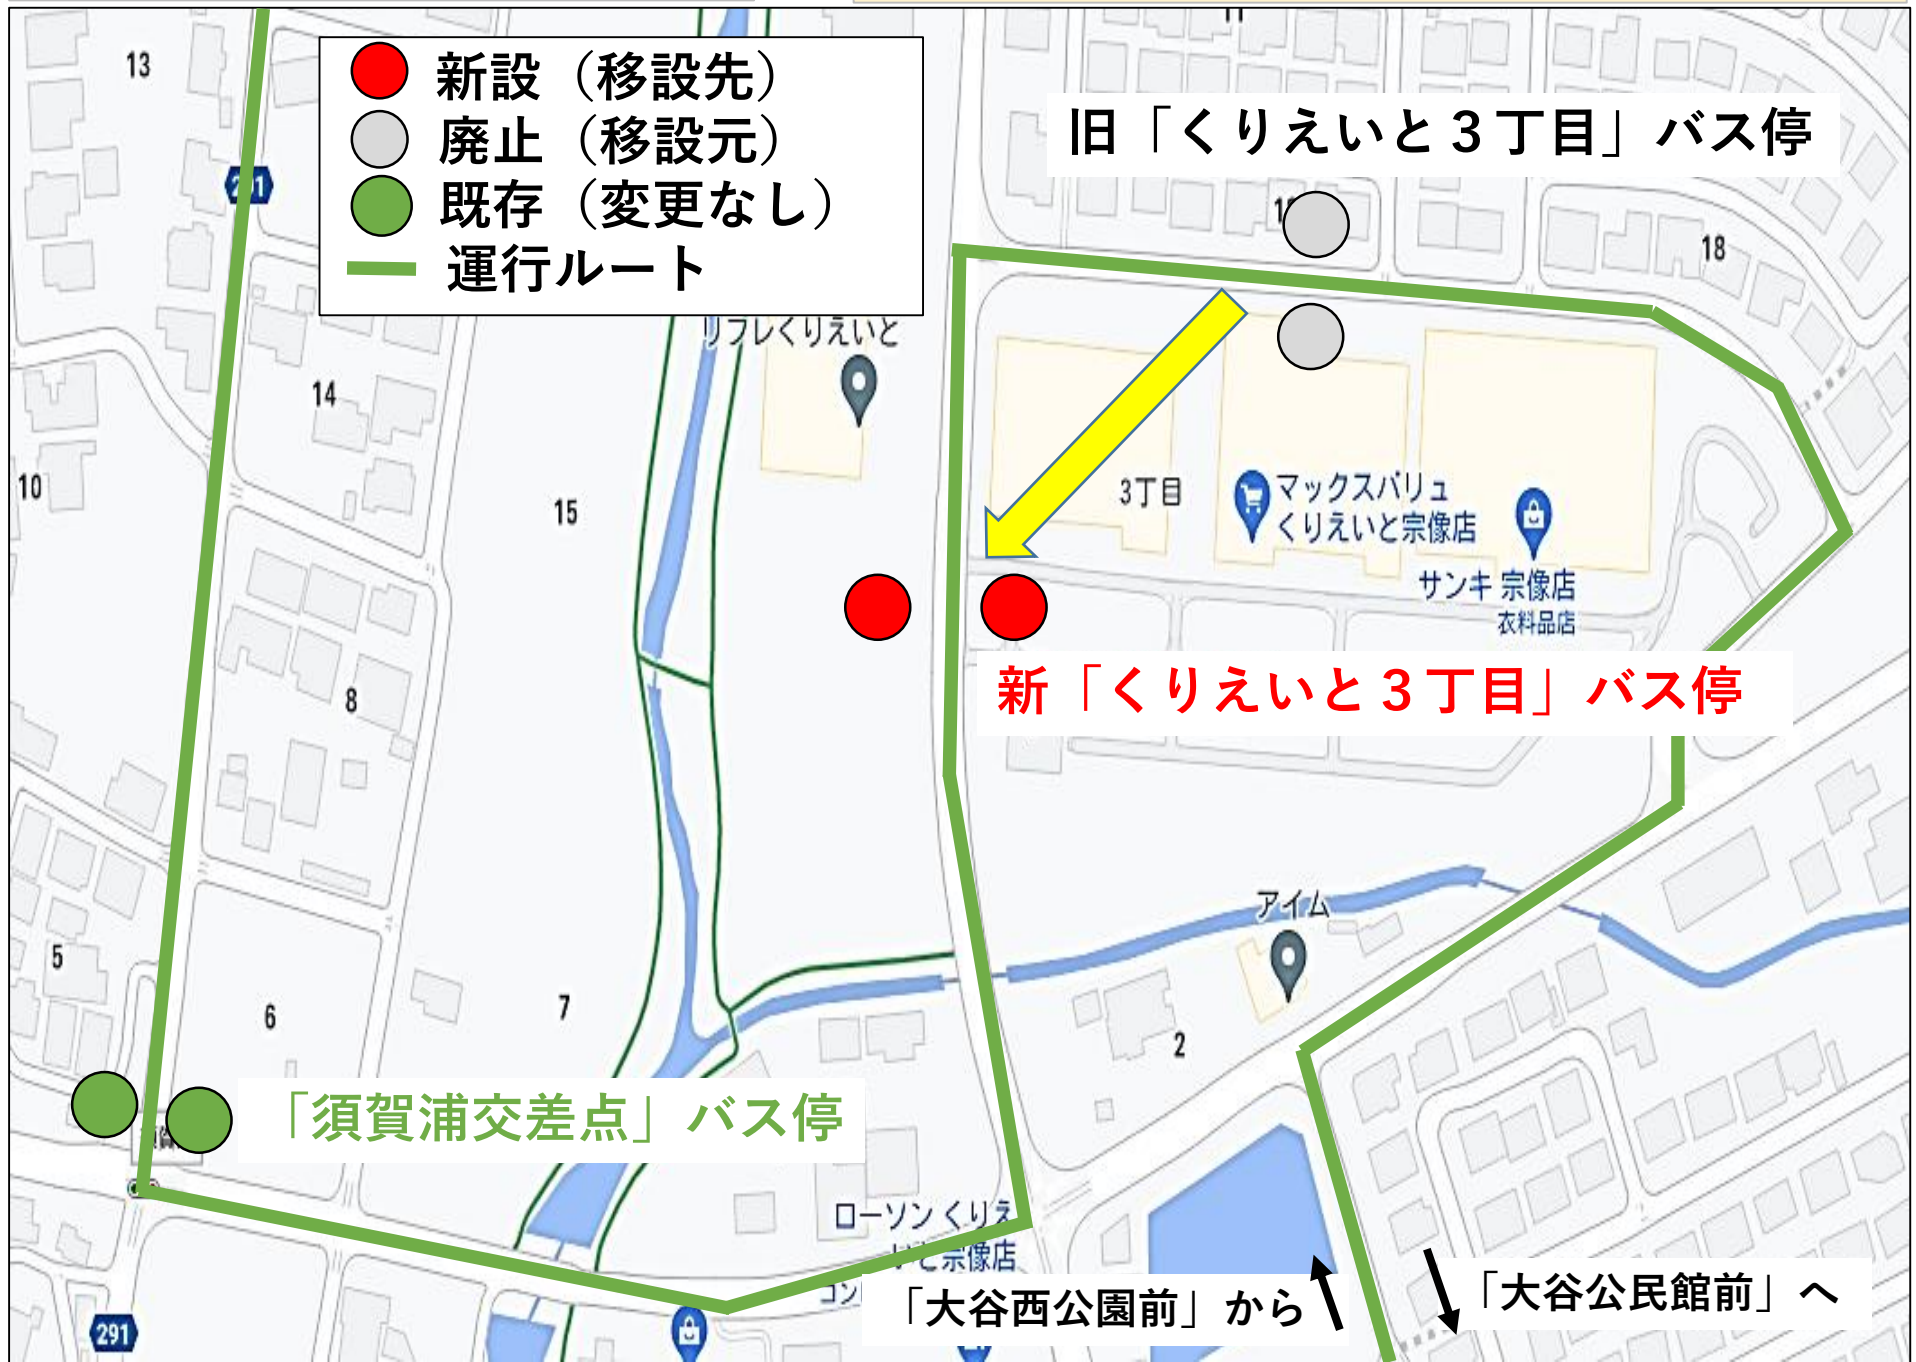 新設（移設先）
廃止（移設元）
既存（変更なし）
運行ルート
旧「くりえいと３丁目」バス停
13
18
リフレくりえいと
14
10
15
3丁目
マックスバリュ
くりえいと宗像店
サンキ 宗像店
衣料品店
新「くりえいと３丁目」バス停
8
アイム
5
6
7
2
「須賀浦交差点」バス停
ローソン くりえ
いと宗像店
コン
「大谷西公園前」から
「大谷公民館前」へ
291